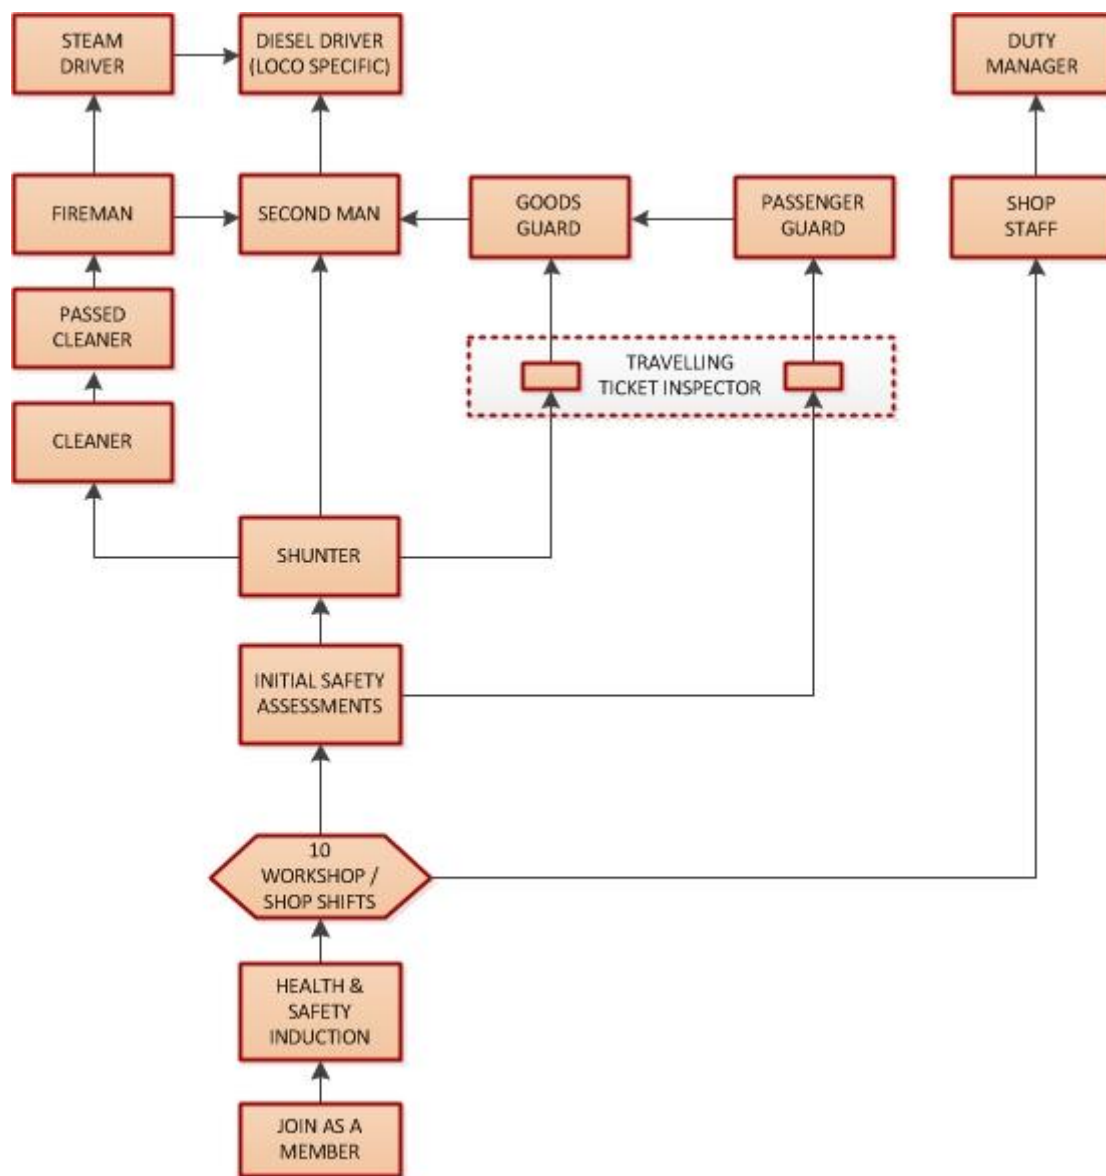 STEAM
DRIVER
DIESEL DRIVER
(LOCO SPECIFIC)
DUTY
MANAGER
FIREMAN
SECOND MAN
GOODS
GUARD
PASSENGER
GUARD
SHOP
STAFF
PASSED
CLEANER
TRAVELLING
TICKET INSPECTOR
CLEANER
SHUNTER
INITIAL SAFETY
ASSESSMENTS
10
WORKSHOP /
SHOP SHIFTS
HEALTH &
SAFETY
INDUCTION
JOIN AS A
MEMBER